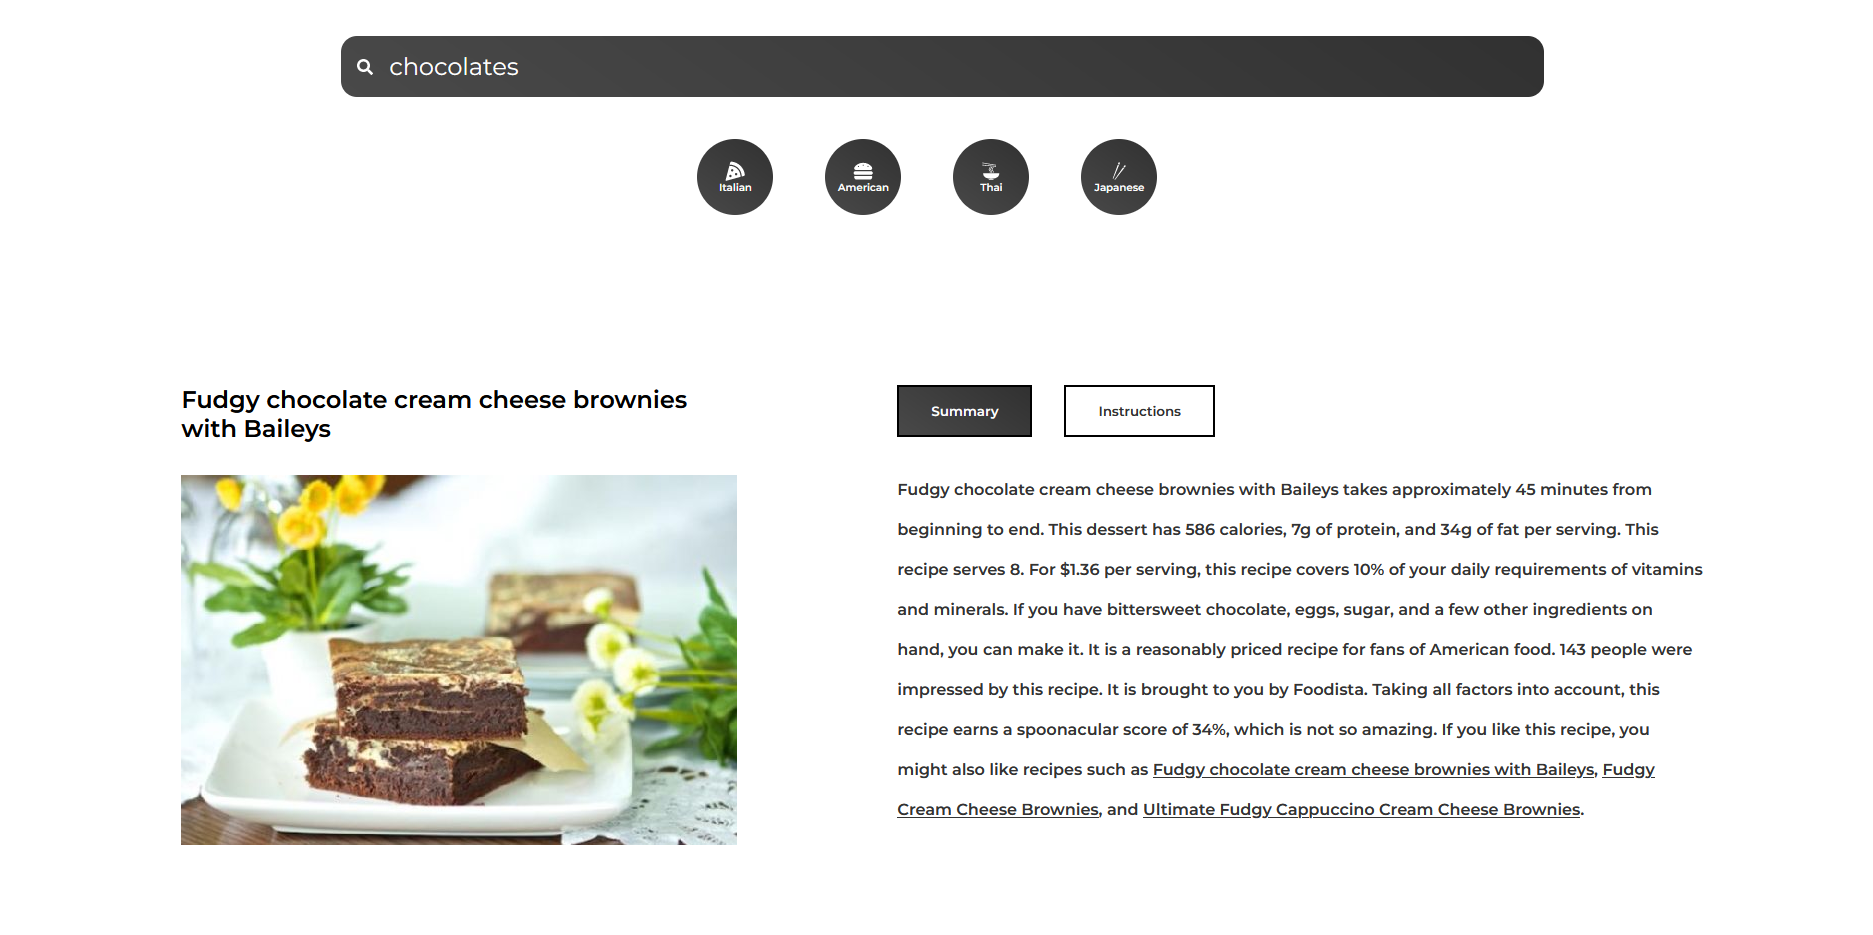 chocolates
Italian
American
Thai
Japanese
Fudgy chocolate cream cheese brownies
with Baileys
Summary
Instructions
Fudgy chocolate cream cheese brownies with Baileys takes approximately 45 minutes from
beginning to end. This dessert has 586 calories, 7g of protein, and 34g of fat per serving. This
recipe serves 8. For $1.36 per serving, this recipe covers 10% of your daily requirements of vitamins
and minerals. If you have bittersweet chocolate, eggs, sugar, and a few other ingredients on
hand, you can make it. It is a reasonably priced recipe for fans of American food. 143 people were
impressed by this recipe. It is brought to you by Foodista. Taking all factors into account, this
recipe earns a spoonacular score of 34%, which is not so amazing. If you like this recipe, you
might also like recipes such as Fudgy chocolate cream cheese brownies with Baileys, Fudgy
Cream Cheese Brownies, and Ultimate Fudgy Cappuccino Cream Cheese Brownies.